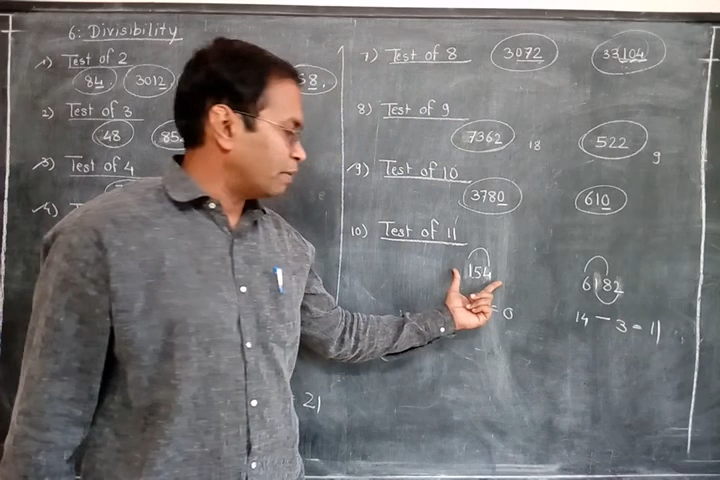 6: Divisibility
1) Test of 2
84 3012 68,
2) Test of 3
48
3) Test of 4
4)
21
7) Test of 8 3072 33104
8) Test of 9
7362 18 522 9
9) Test of 10
3780 610
10) Test of 11
154 6182
= 0 14 – 3 = 11